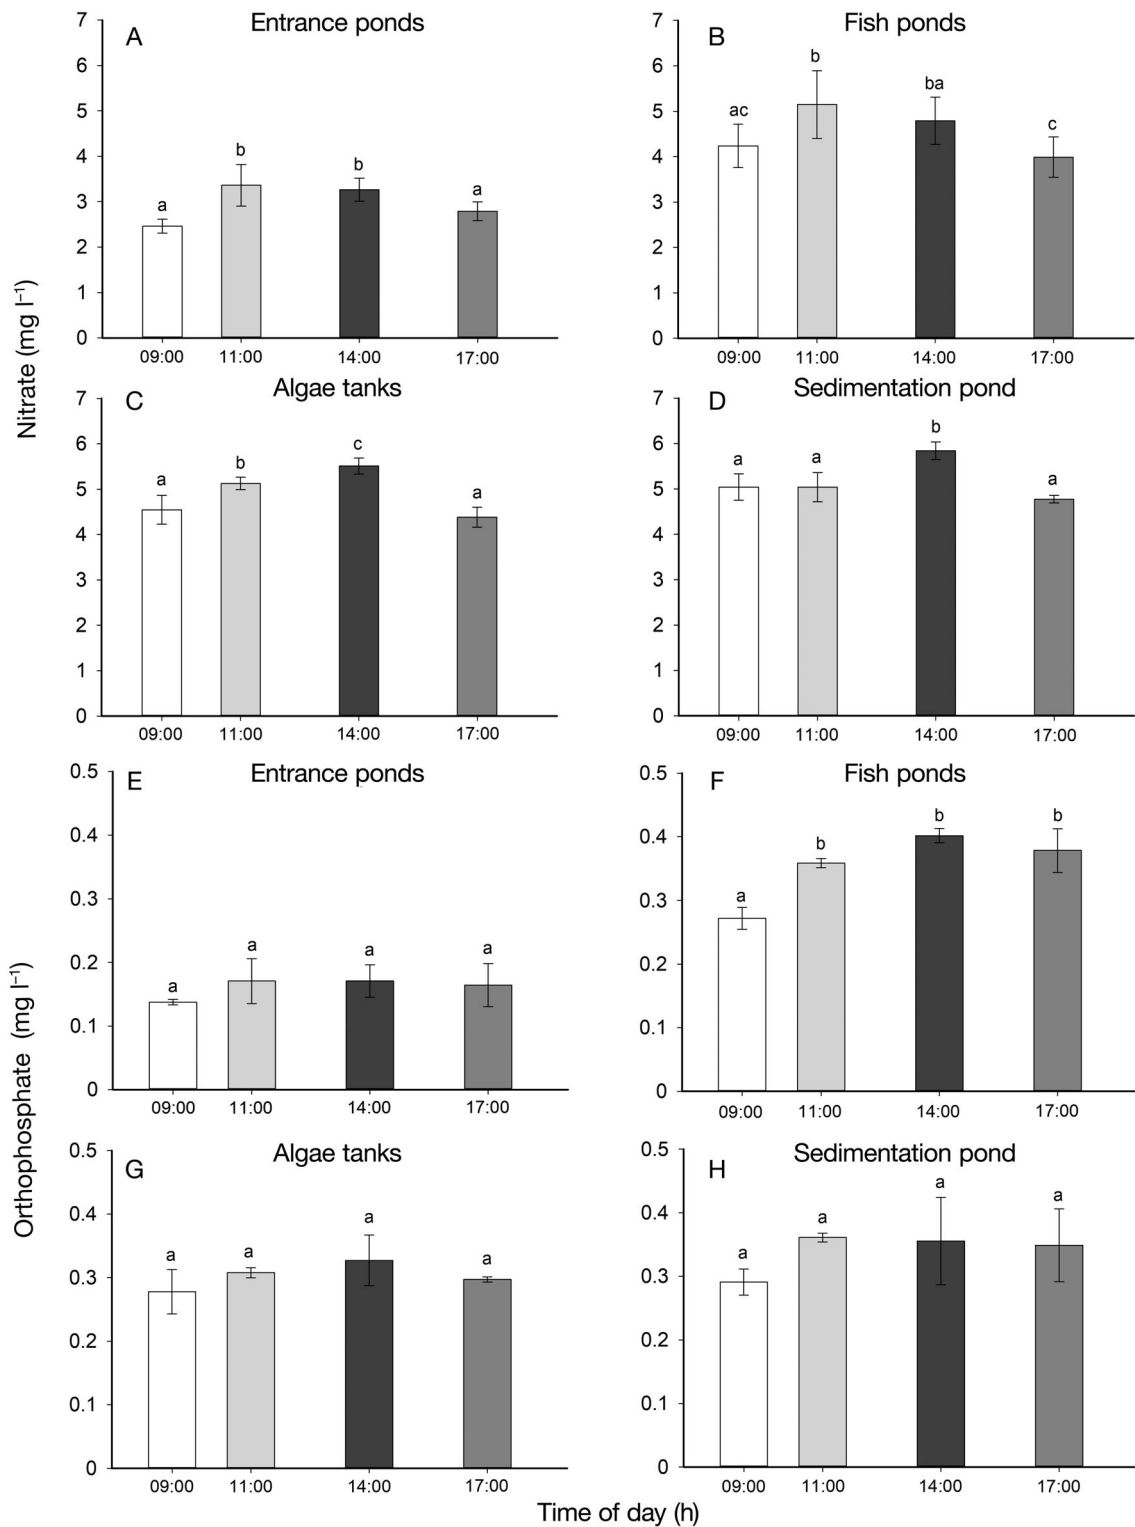 A Entrance ponds
7
6
5
4
3
2
1
0
a b b a
09:00 11:00 14:00 17:00
B Fish ponds
7
6
5
4
3
2
1
0
ac b ba c
09:00 11:00 14:00 17:00
Nitrate (mg l⁻¹)
C Algae tanks
7
6
5
4
3
2
1
0
a b c a
09:00 11:00 14:00 17:00
D Sedimentation pond
7
6
5
4
3
2
1
0
a a b a
09:00 11:00 14:00 17:00
E Entrance ponds
0.5
0.4
0.3
0.2
0.1
0
a a a a
09:00 11:00 14:00 17:00
F Fish ponds
0.5
0.4
0.3
0.2
0.1
0
a b b b
09:00 11:00 14:00 17:00
Orthophosphate (mg l⁻¹)
G Algae tanks
0.5
0.4
0.3
0.2
0.1
0
a a a a
09:00 11:00 14:00 17:00
H Sedimentation pond
0.5
0.4
0.3
0.2
0.1
0
a a a a
09:00 11:00 14:00 17:00
Time of day (h)